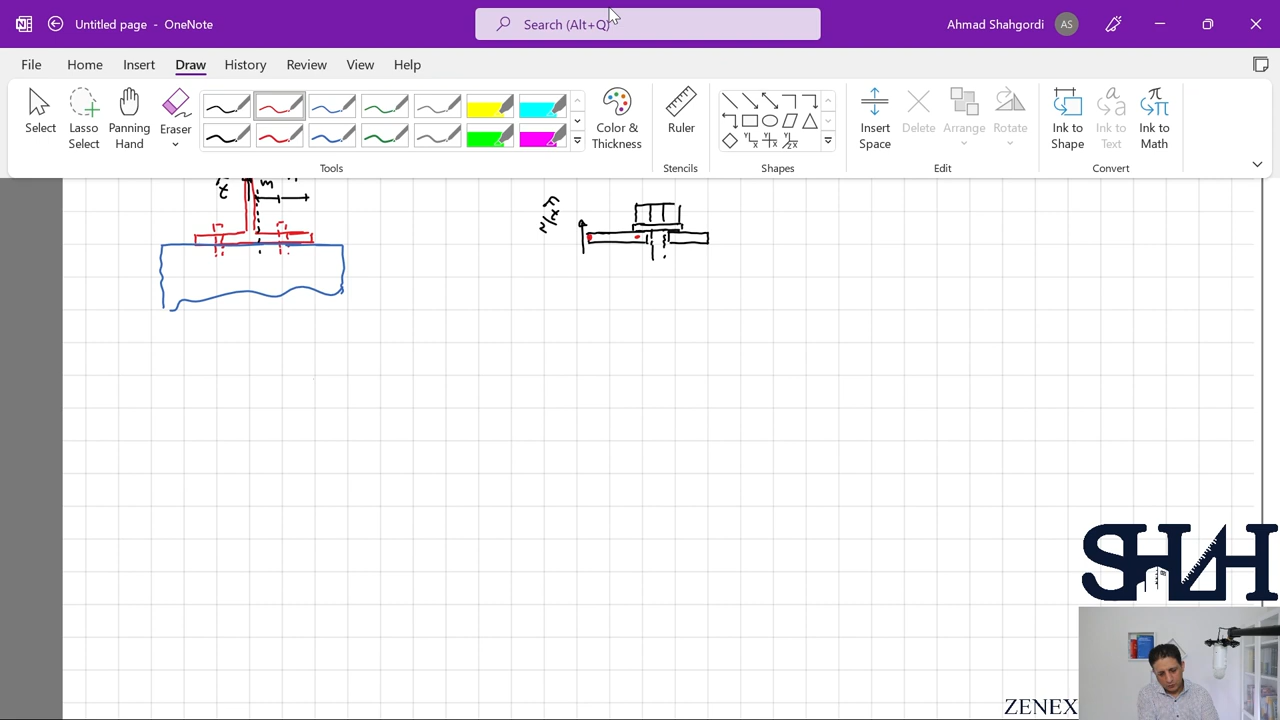 Untitled page - OneNote
Search (Alt+Q)
Ahmad Shahgordi
AS
File Home Insert Draw History Review View Help
Select
Lasso Select
Panning Hand
Eraser
Color & Thickness
Ruler
Insert Space
Delete
Arrange
Rotate
Ink to Shape
Ink to Text
Ink to Math
Tools
Stencils
Shapes
Edit
Convert
m
SHAH
ZENEX